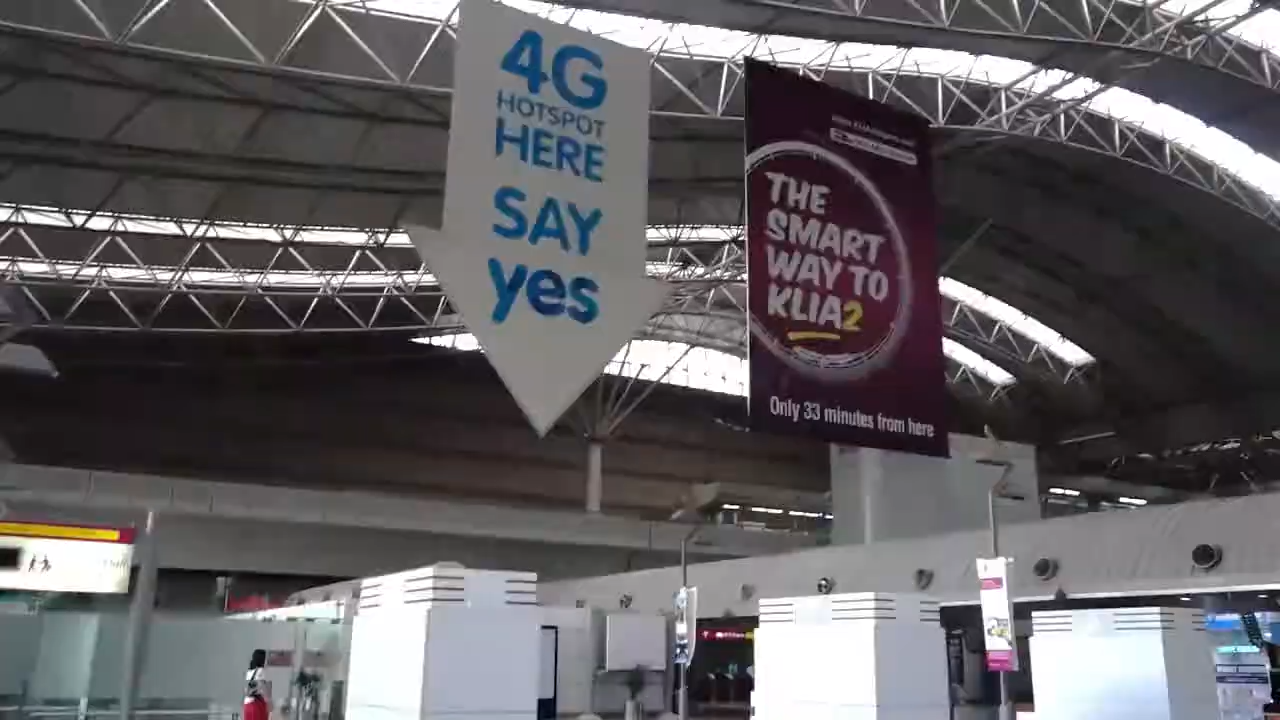 4G
HOTSPOT
HERE
SAY
yes
THE
SMART
WAY TO
KLIA2
Only 33 minutes from here